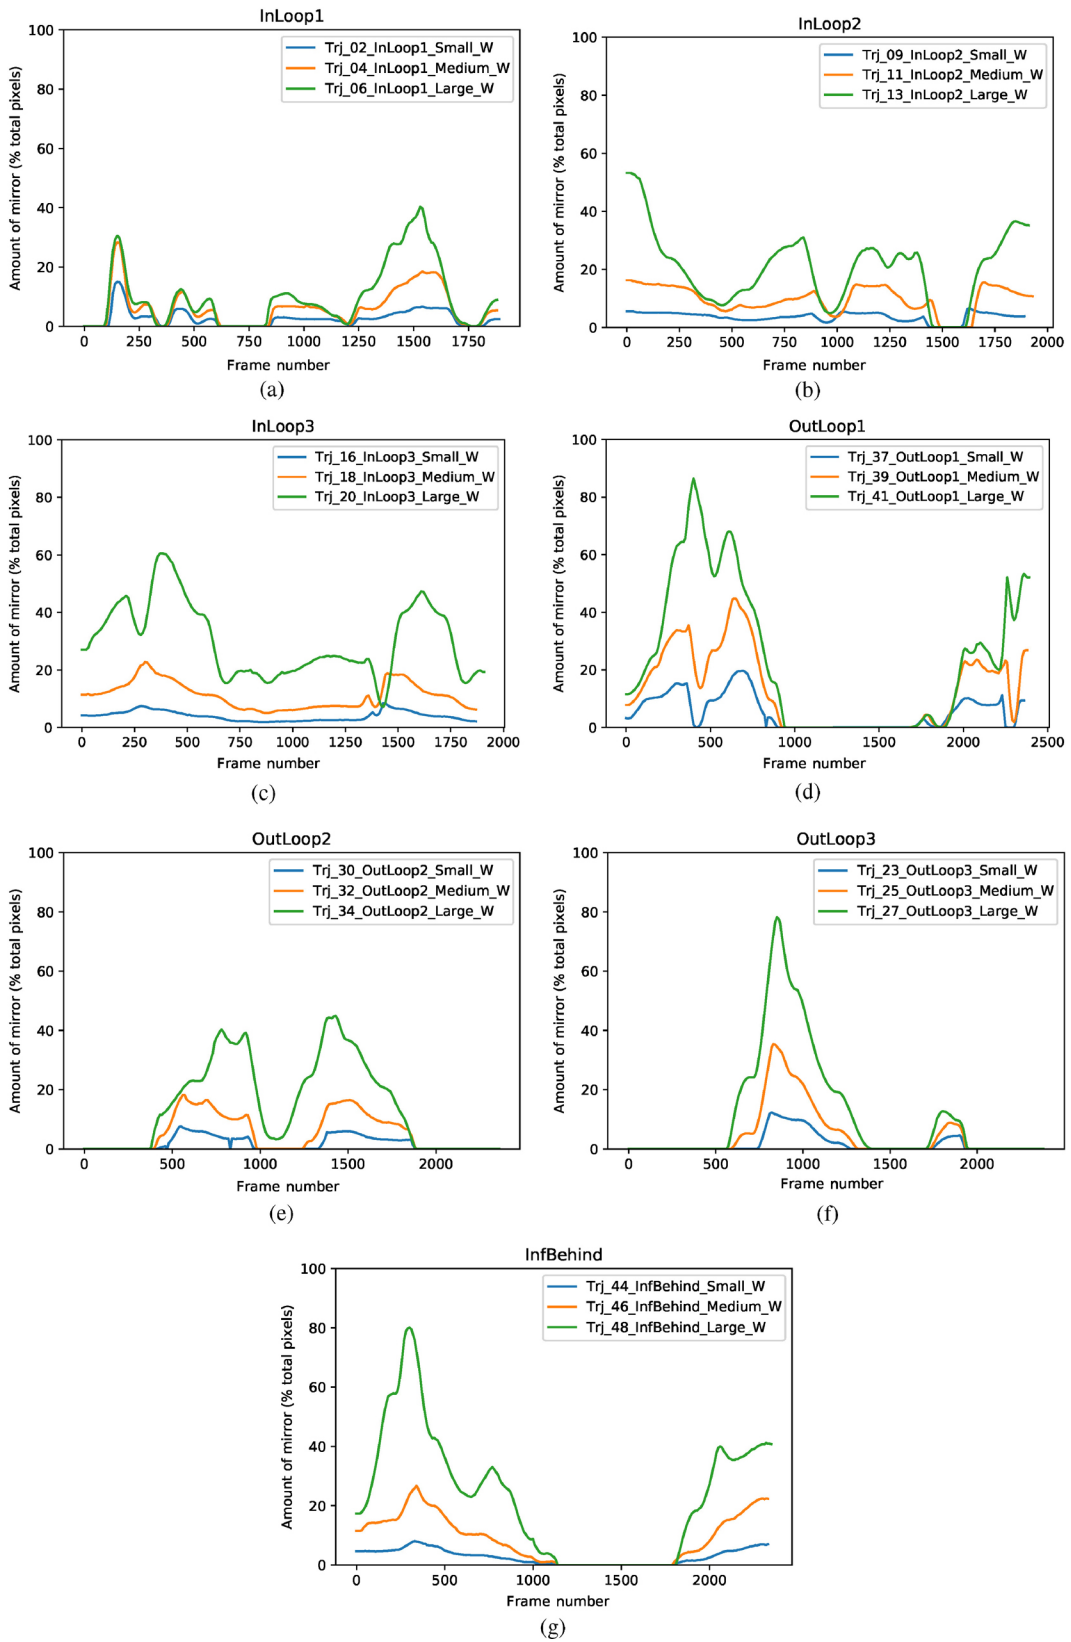 InLoop1
100
80
60
40
20
0
Amount of mirror (% total pixels)
Trj_02_InLoop1_Small_W
Trj_04_InLoop1_Medium_W
Trj_06_InLoop1_Large_W
0 250 500 750 1000 1250 1500 1750
Frame number
(a)
InLoop2
100
80
60
40
20
0
Amount of mirror (% total pixels)
Trj_09_InLoop2_Small_W
Trj_11_InLoop2_Medium_W
Trj_13_InLoop2_Large_W
0 250 500 750 1000 1250 1500 1750 2000
Frame number
(b)
InLoop3
100
80
60
40
20
0
Amount of mirror (% total pixels)
Trj_16_InLoop3_Small_W
Trj_18_InLoop3_Medium_W
Trj_20_InLoop3_Large_W
0 250 500 750 1000 1250 1500 1750 2000
Frame number
(c)
OutLoop1
100
80
60
40
20
0
Amount of mirror (% total pixels)
Trj_37_OutLoop1_Small_W
Trj_39_OutLoop1_Medium_W
Trj_41_OutLoop1_Large_W
0 500 1000 1500 2000 2500
Frame number
(d)
OutLoop2
100
80
60
40
20
0
Amount of mirror (% total pixels)
Trj_30_OutLoop2_Small_W
Trj_32_OutLoop2_Medium_W
Trj_34_OutLoop2_Large_W
0 500 1000 1500 2000
Frame number
(e)
OutLoop3
100
80
60
40
20
0
Amount of mirror (% total pixels)
Trj_23_OutLoop3_Small_W
Trj_25_OutLoop3_Medium_W
Trj_27_OutLoop3_Large_W
0 500 1000 1500 2000
Frame number
(f)
InfBehind
100
80
60
40
20
0
Amount of mirror (% total pixels)
Trj_44_InfBehind_Small_W
Trj_46_InfBehind_Medium_W
Trj_48_InfBehind_Large_W
0 500 1000 1500 2000
Frame number
(g)